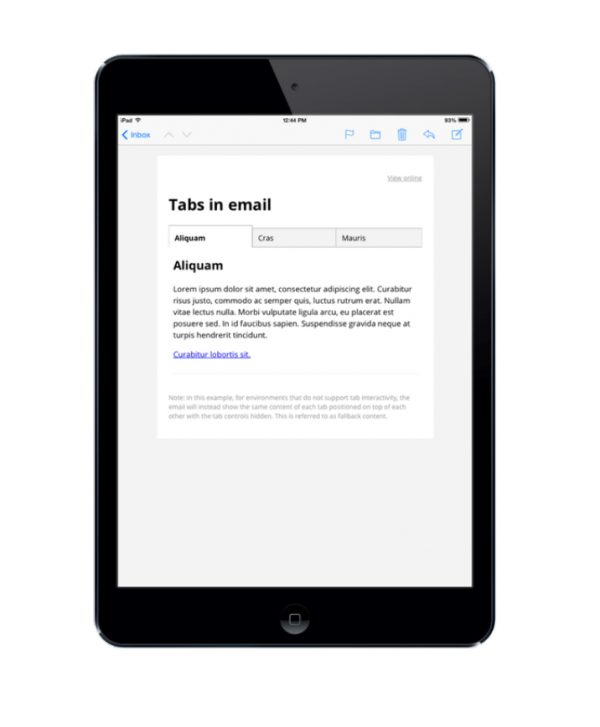 iPad 12:44 PM 93%
Inbox
View online
Tabs in email
Aliquam Cras Mauris
Aliquam
Lorem ipsum dolor sit amet, consectetur adipiscing elit. Curabitur
risus justo, commodo ac semper quis, luctus rutrum erat. Nullam
vitae lectus nulla. Morbi vulputate ligula arcu, eu placerat est
posuere sed. In id faucibus sapien. Suspendisse gravida neque at
turpis hendrerit tincidunt.
Curabitur lobortis sit.
Note: in this example, for environments that do not support tab interactivity, the
email will instead show the same content of each tab positioned on top of each
other with the tab controls hidden. This is referred to as fallback content.